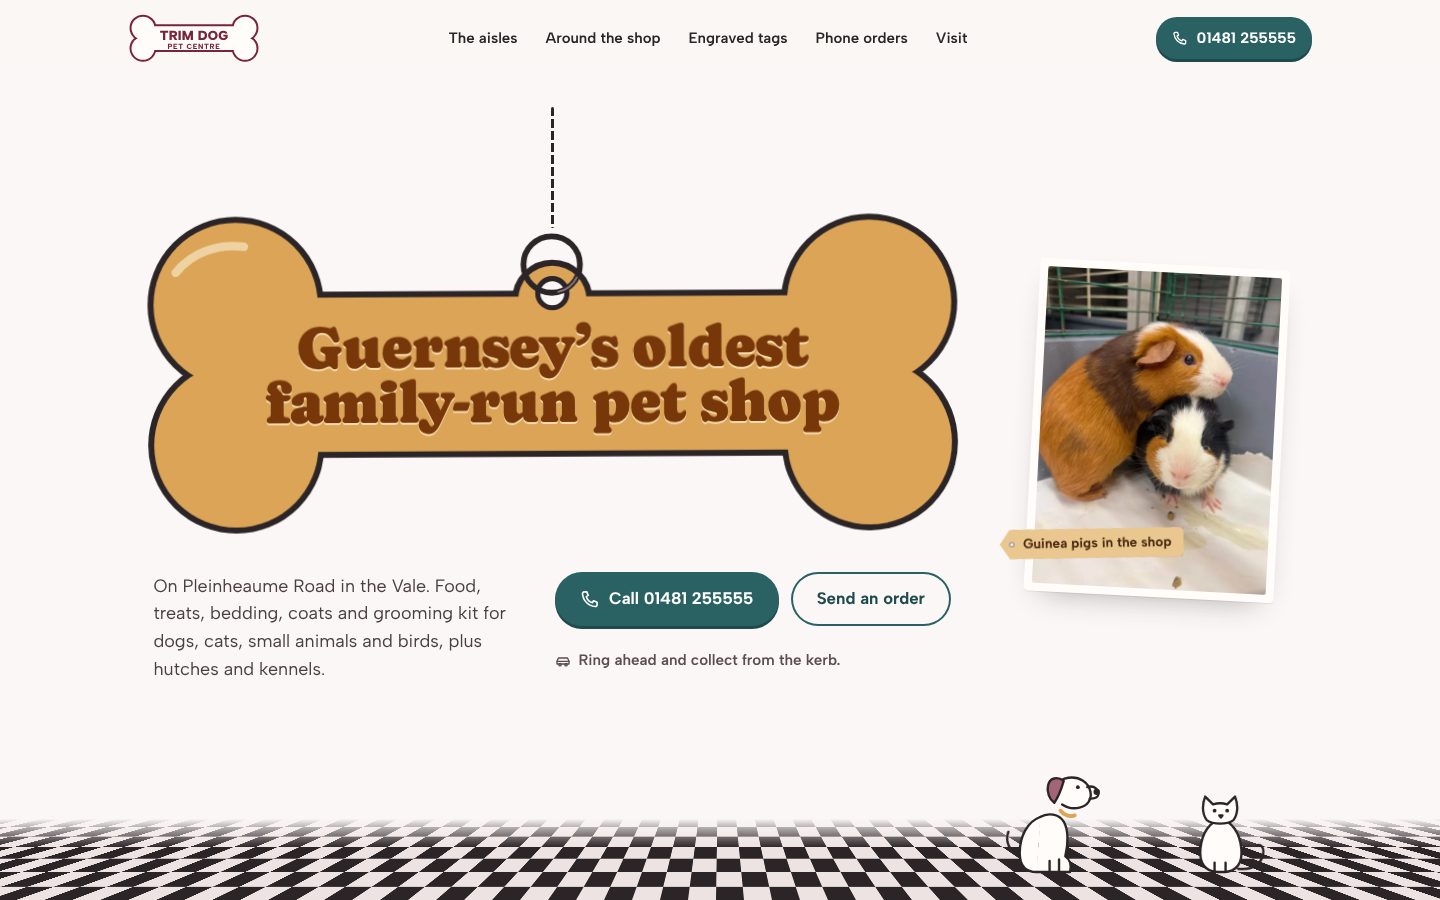 TRIM DOG
PET CENTRE
The aisles
Around the shop
Engraved tags
Phone orders
Visit
01481 255555
Guernsey’s oldest
family-run pet shop
Guinea pigs in the shop
On Pleinheaume Road in the Vale. Food,
treats, bedding, coats and grooming kit for
dogs, cats, small animals and birds, plus
hutches and kennels.
Call 01481 255555
Send an order
Ring ahead and collect from the kerb.